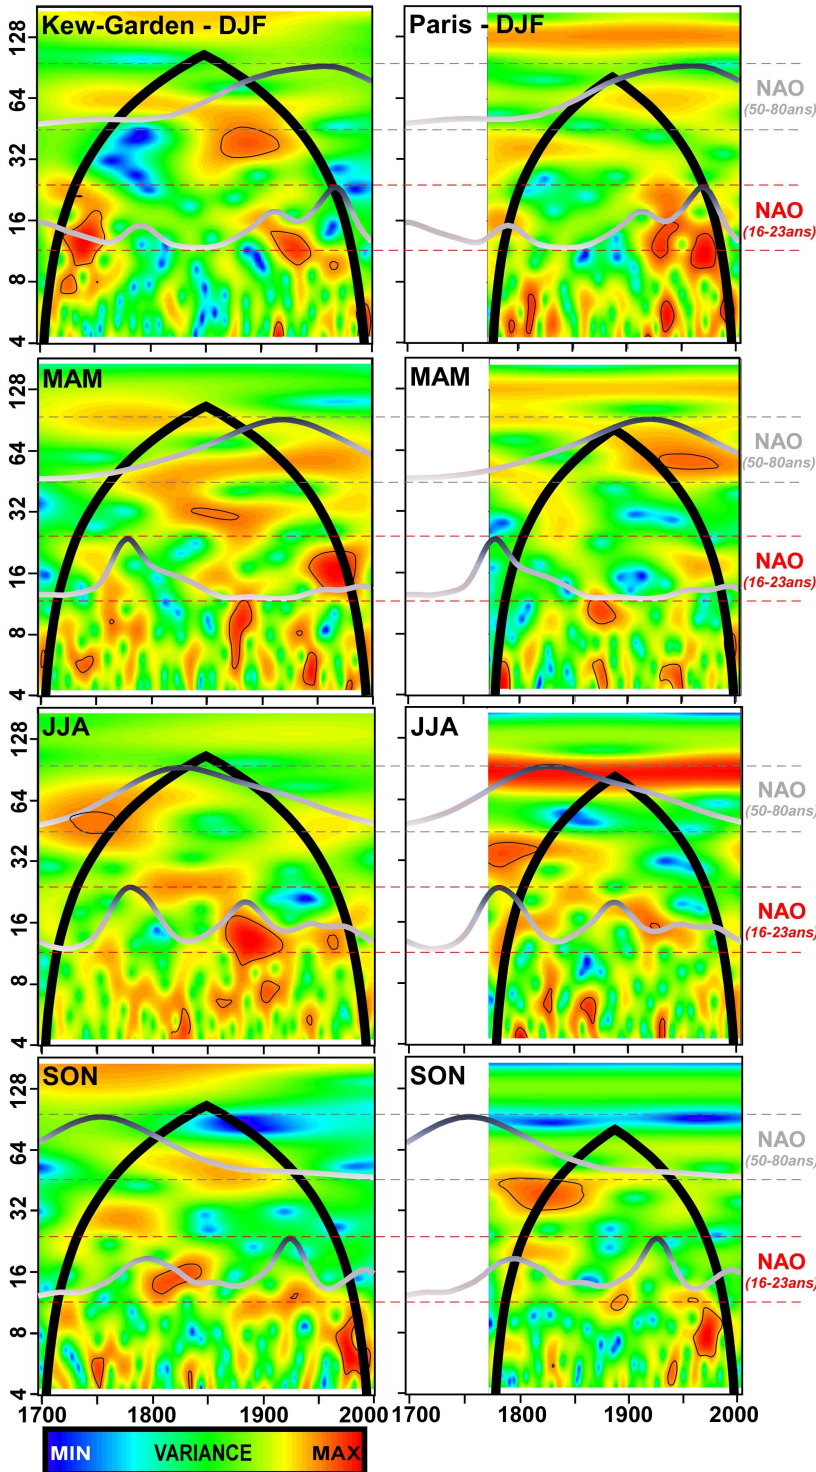 Kew-Garden - DJF
Paris - DJF
128
64
32
16
8
4
NAO
(50-80ans)
NAO
(16-23ans)
MAM
MAM
128
64
32
16
8
4
NAO
(50-80ans)
NAO
(16-23ans)
JJA
JJA
128
64
32
16
8
4
NAO
(50-80ans)
NAO
(16-23ans)
SON
SON
128
64
32
16
8
4
NAO
(50-80ans)
NAO
(16-23ans)
1700 1800 1900 2000 1700 1800 1900 2000
MIN VARIANCE MAX